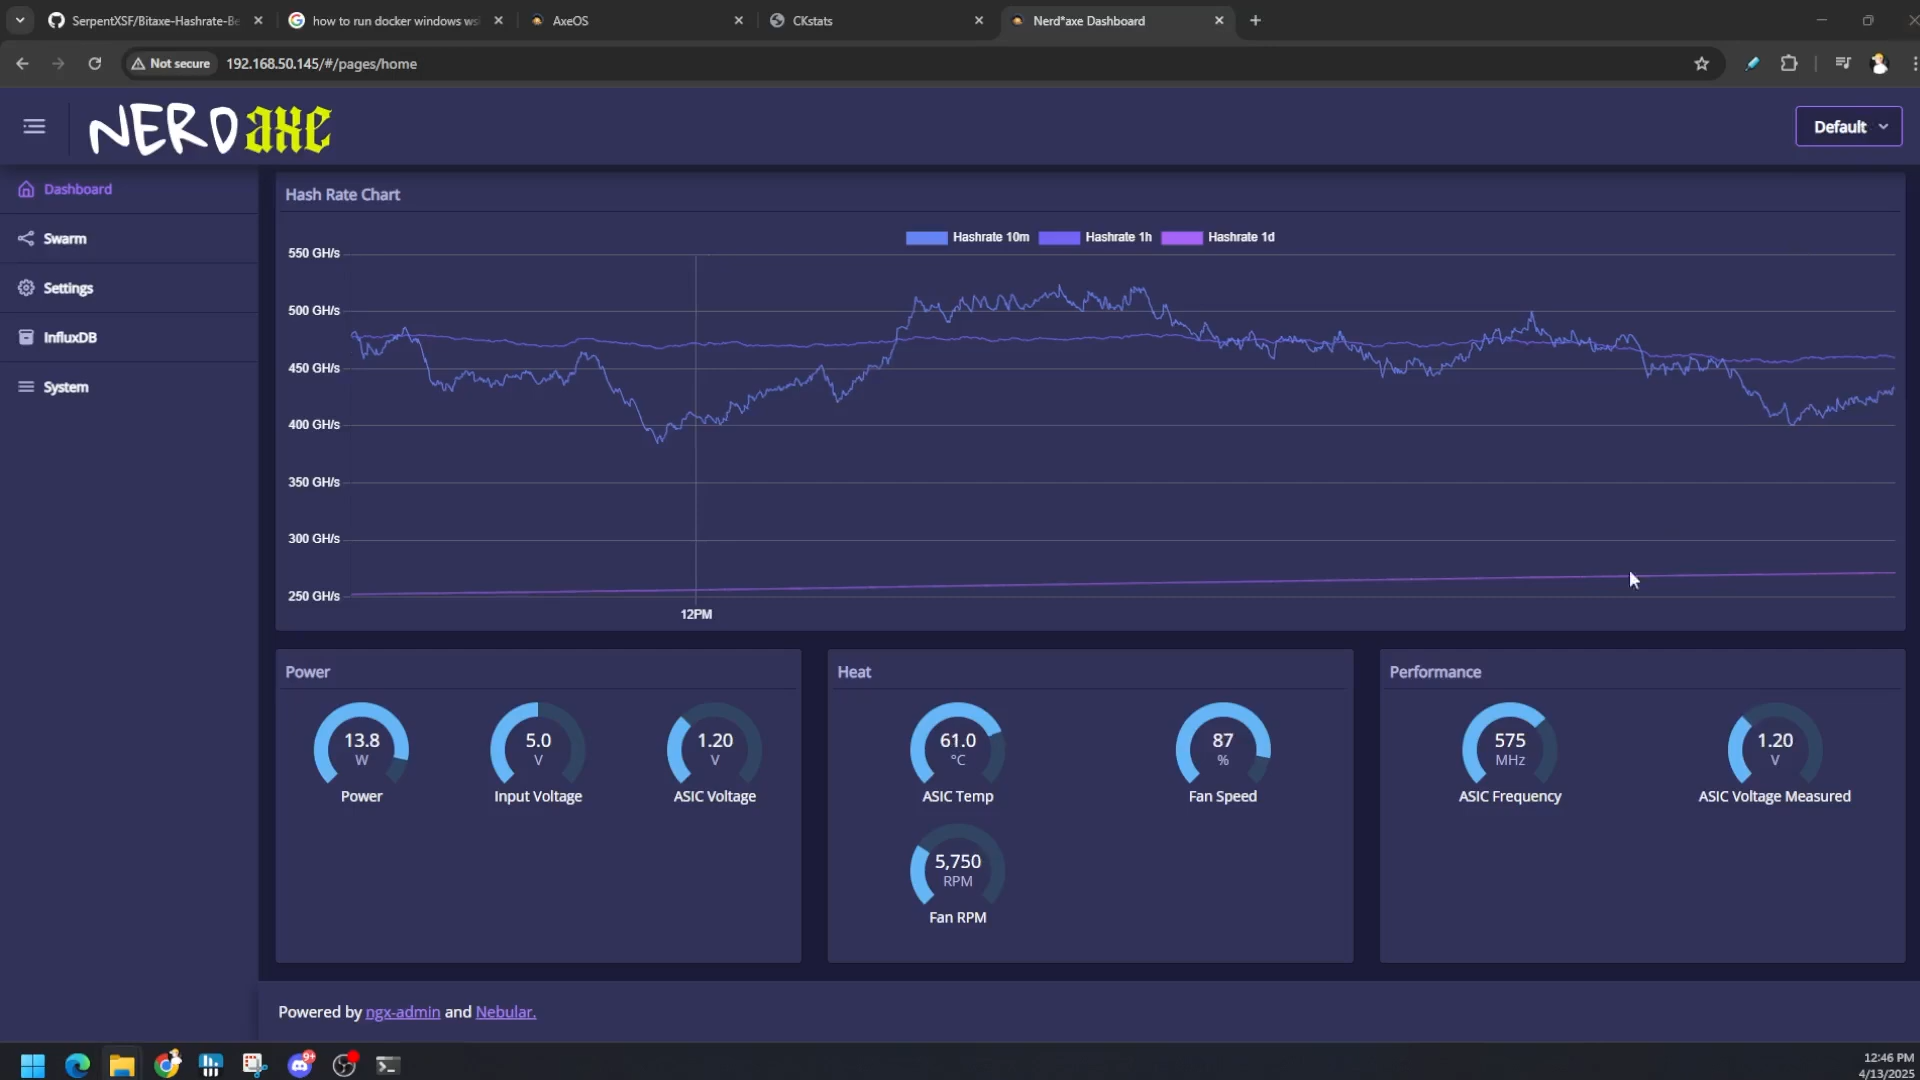 SerpentXSF/Bitaxe-Hashrate-Be
how to run docker windows ws
AxeOS
CKstats
Nerd*axe Dashboard
Not secure
192.168.50.145/#/pages/home
NERD axe
Default
Dashboard
Swarm
Settings
InfluxDB
System
Hash Rate Chart
Hashrate 10m
Hashrate 1h
Hashrate 1d
550 GH/s
500 GH/s
450 GH/s
400 GH/s
350 GH/s
300 GH/s
250 GH/s
12PM
Power
13.8
W
Power
5.0
V
Input Voltage
1.20
V
ASIC Voltage
Heat
61.0
°C
ASIC Temp
87
%
Fan Speed
5,750
RPM
Fan RPM
Performance
575
MHz
ASIC Frequency
1.20
V
ASIC Voltage Measured
Powered by ngx-admin and Nebular.
9+
12:46 PM
4/13/2025